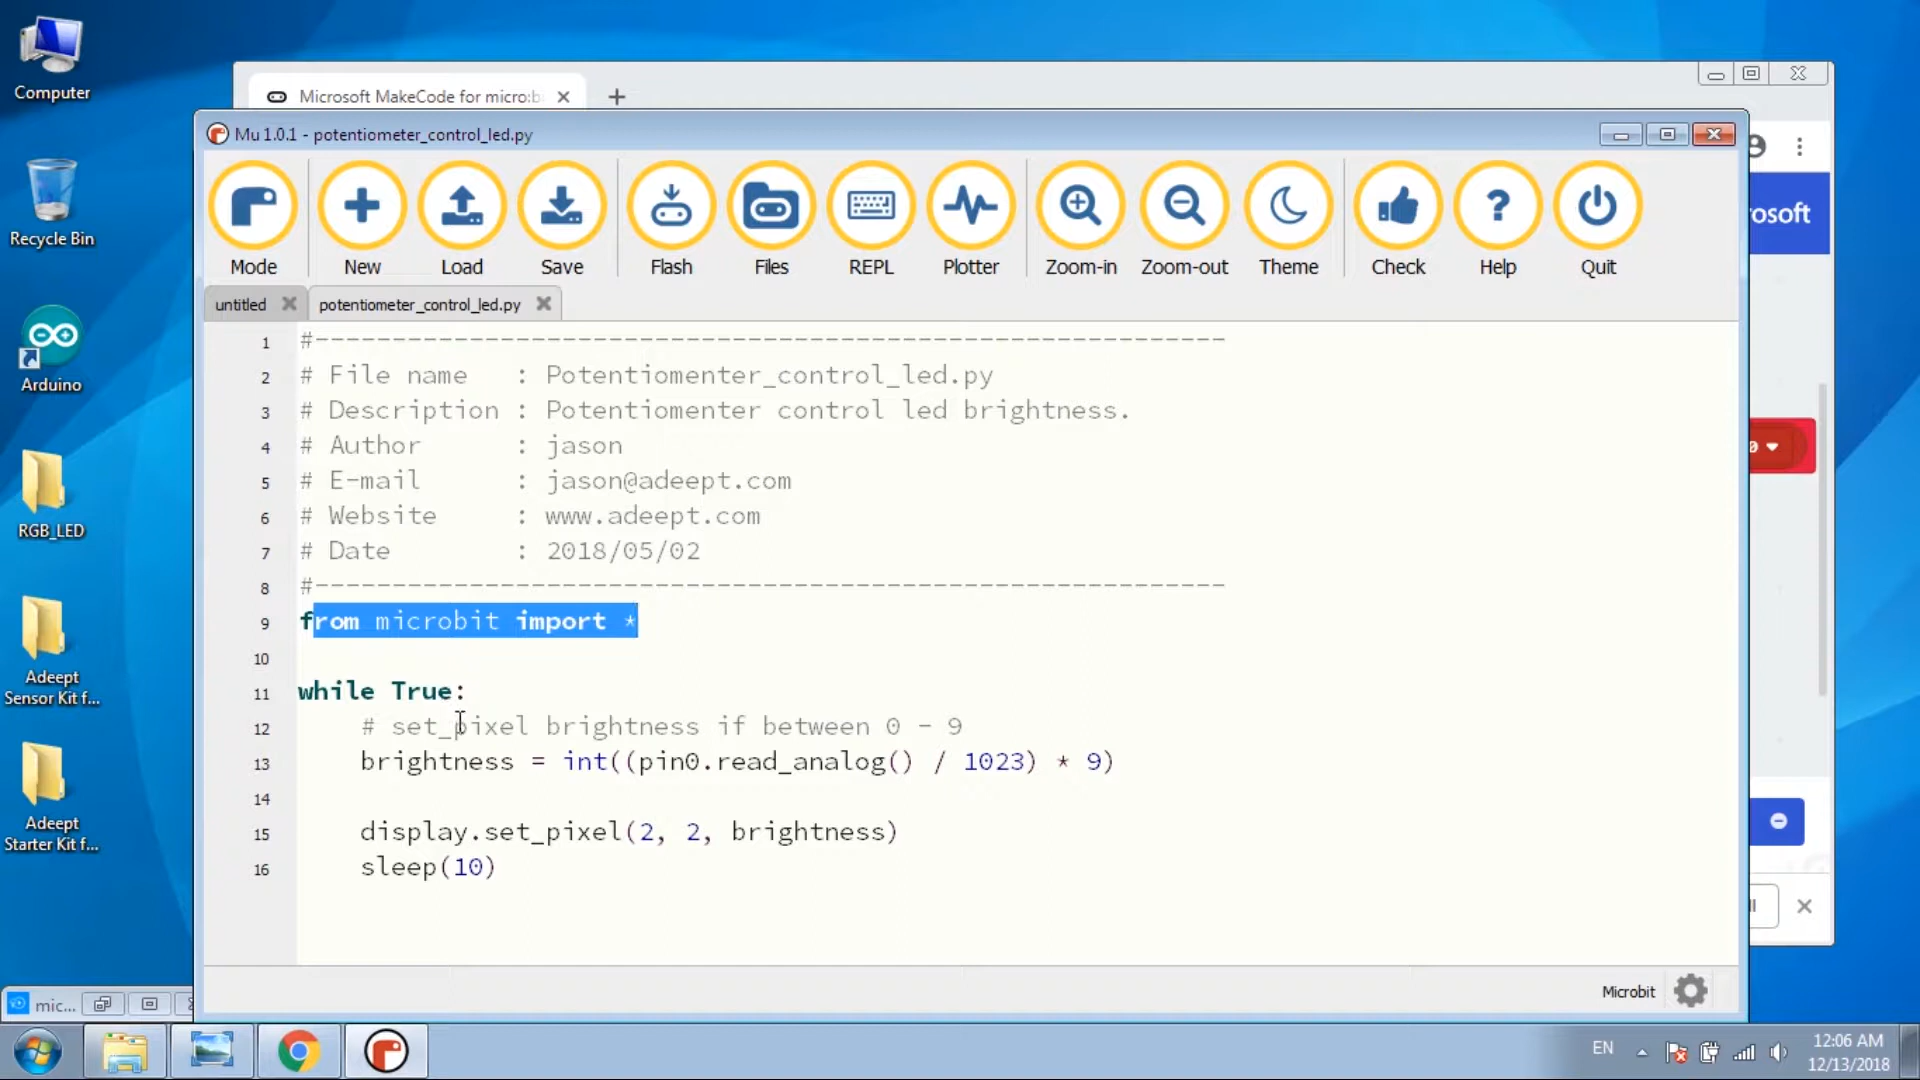 Computer
Recycle Bin
Arduino
RGB_LED
Adeept
Sensor Kit f...
Adeept
Starter Kit f...
Microsoft MakeCode for micro:b
Mu 1.0.1 - potentiometer_control_led.py
Mode New Load Save Flash Files REPL Plotter Zoom-in Zoom-out Theme Check Help Quit
rosoft
untitled potentiometer_control_led.py
1 #-----------------------------------------------------------
2 # File name   : Potentiomenter_control_led.py
3 # Description : Potentiomenter control led brightness.
4 # Author      : jason
5 # E-mail      : jason@adeept.com
6 # Website     : www.adeept.com
7 # Date        : 2018/05/02
8 #-----------------------------------------------------------
9 from microbit import *
10
11 while True:
12     # set_pixel brightness if between 0 - 9
13     brightness = int((pin0.read_analog() / 1023) * 9)
14
15     display.set_pixel(2, 2, brightness)
16     sleep(10)
Microbit
mic...
EN
12:06 AM
12/13/2018